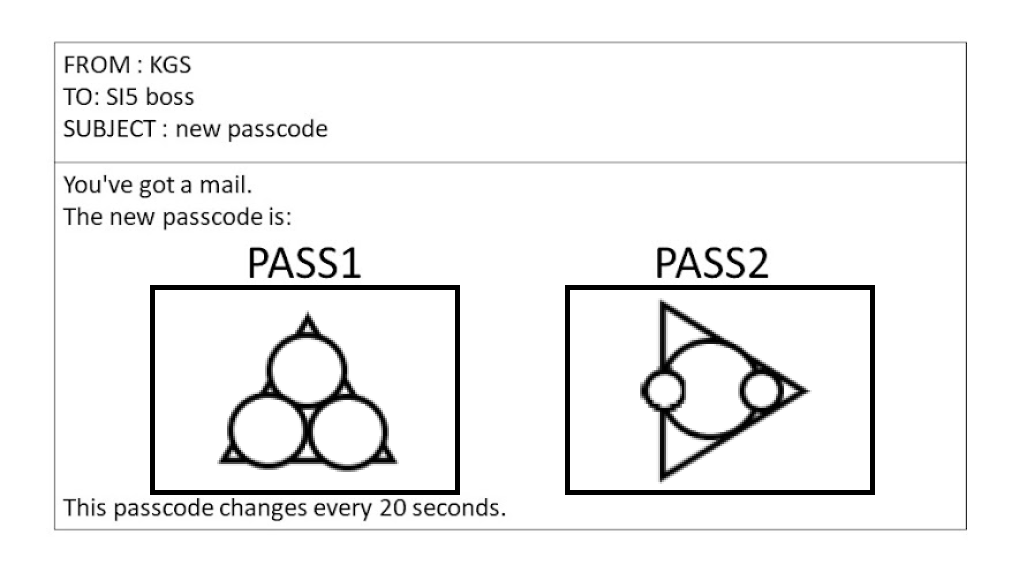 FROM : KGS
TO: SI5 boss
SUBJECT : new passcode
You've got a mail.
The new passcode is:
PASS1 PASS2
This passcode changes every 20 seconds.